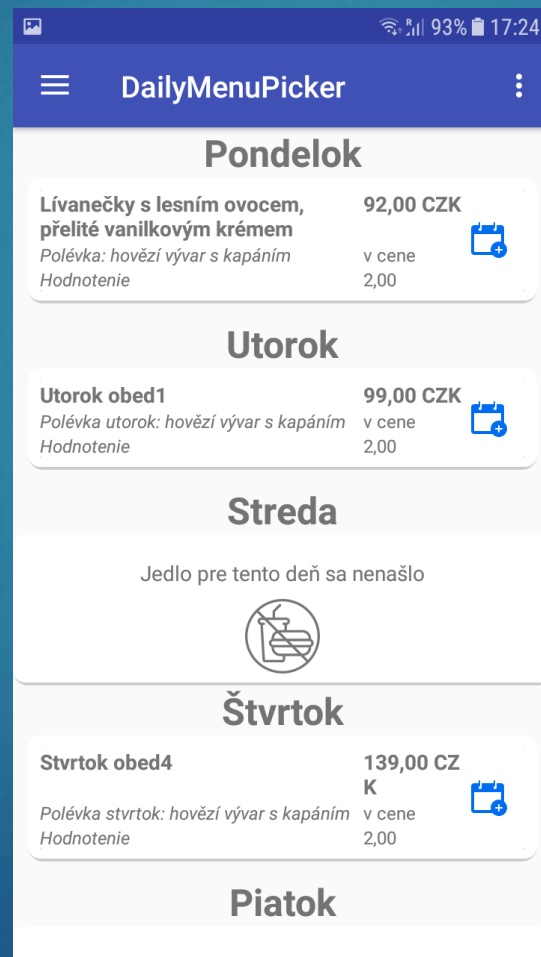 93% 17:24
DailyMenuPicker
Pondelok
Lívanečky s lesním ovocem, 92,00 CZK
přelité vanilkovým krémem
Polévka: hovězí vývar s kapáním v cene
Hodnotenie 2,00
Utorok
Utorok obed1 99,00 CZK
Polévka utorok: hovězí vývar s kapáním v cene
Hodnotenie 2,00
Streda
Jedlo pre tento deň sa nenašlo
Štvrtok
Stvrtok obed4 139,00 CZ
K
Polévka stvrtok: hovězí vývar s kapáním v cene
Hodnotenie 2,00
Piatok